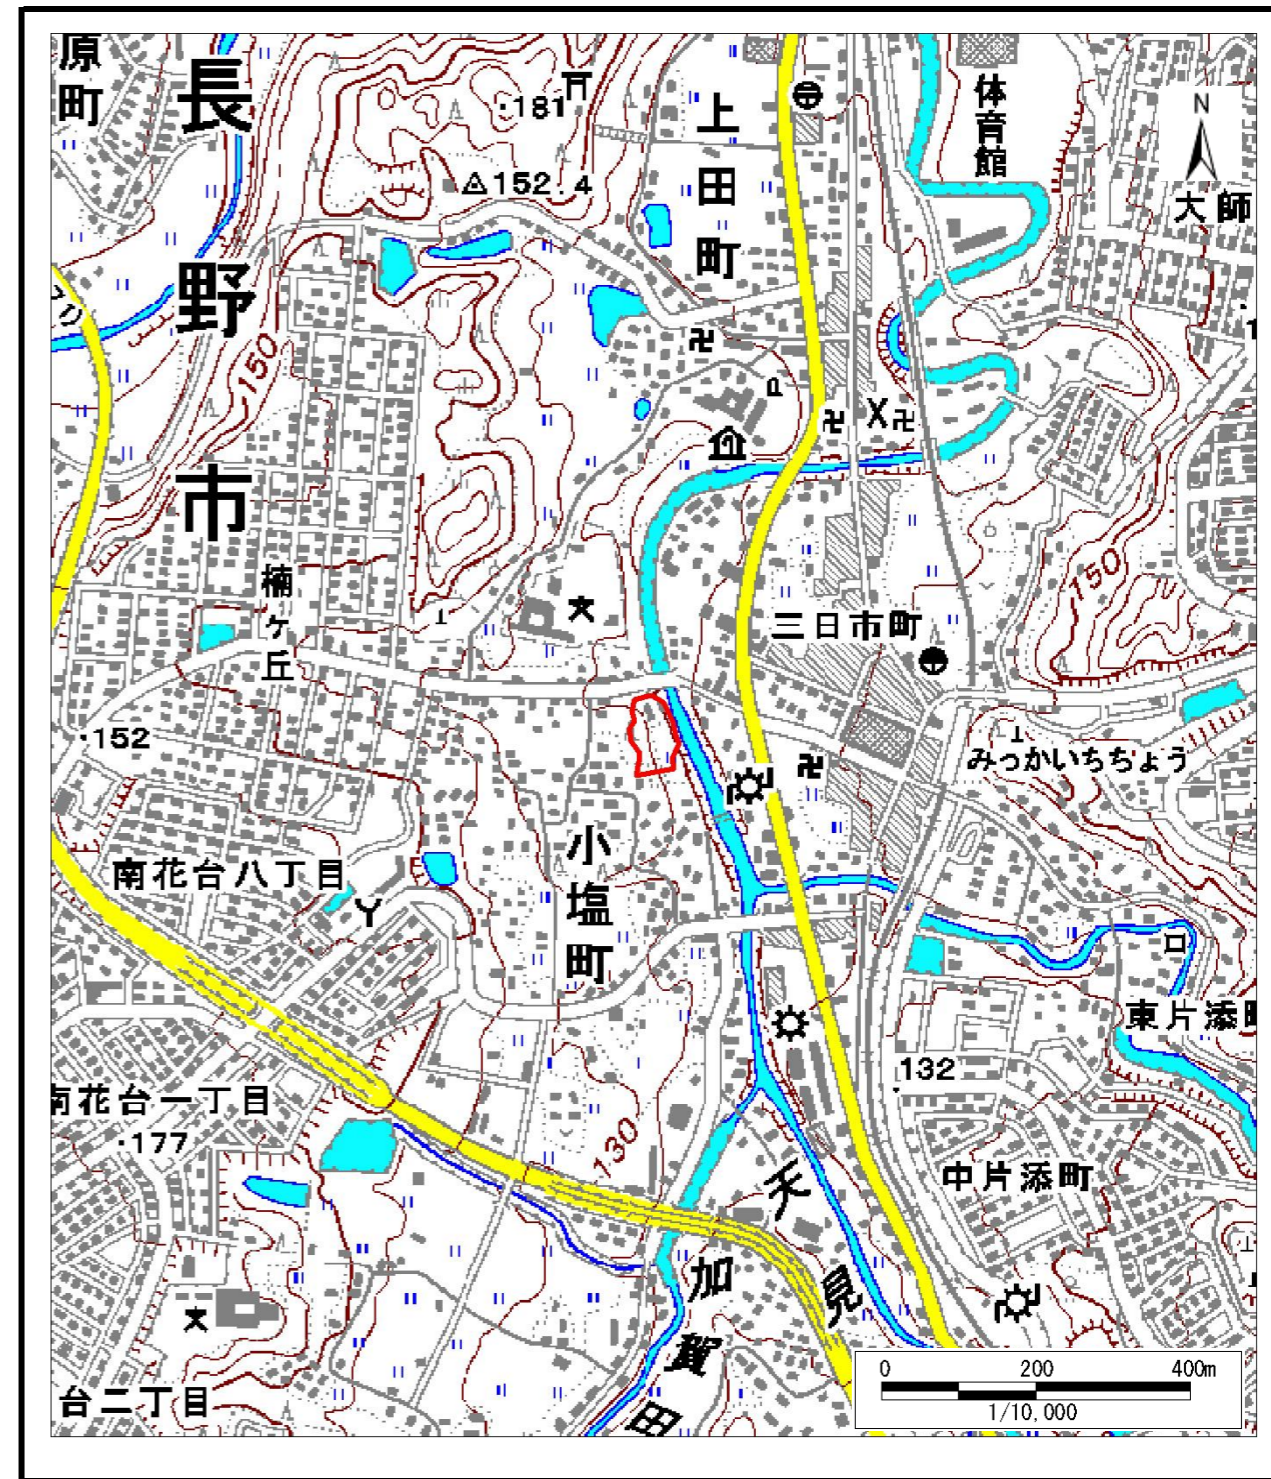 原町
長野市
181
152.4
上田町
体育館
N
大師
150
楠ヶ丘
三日市町
150
152
みっかいちちょう
南花台八丁目
小塩町
東片添町
132
南花台一丁目
177
130
中片添町
天見
加賀田
台二丁目
0 200 400m
1/10,000